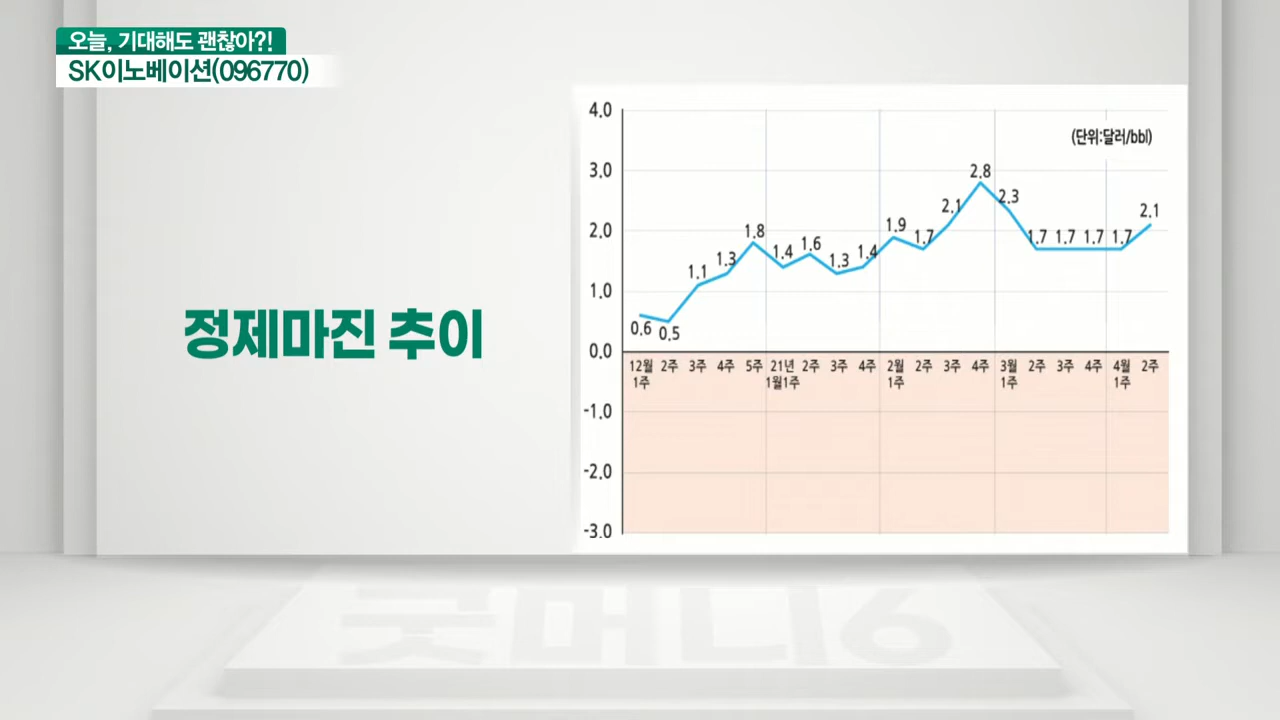 오늘, 기대해도 괜찮아?!
SK이노베이션(096770)
정제마진 추이
(단위:달러/bbl)
4.0
3.0
2.0
1.0
0.0
-1.0
-2.0
-3.0
0.6 0.5 1.1 1.3 1.8 1.4 1.6 1.3 1.4 1.9 1.7 2.1 2.8 2.3 1.7 1.7 1.7 1.7 2.1
12월 2주 3주 4주 5주 21년 2주 3주 4주 2월 2주 3주 4주 3월 2주 3주 4주 4월 2주
1주 1월1주 1주 1주 1주
굿머니6